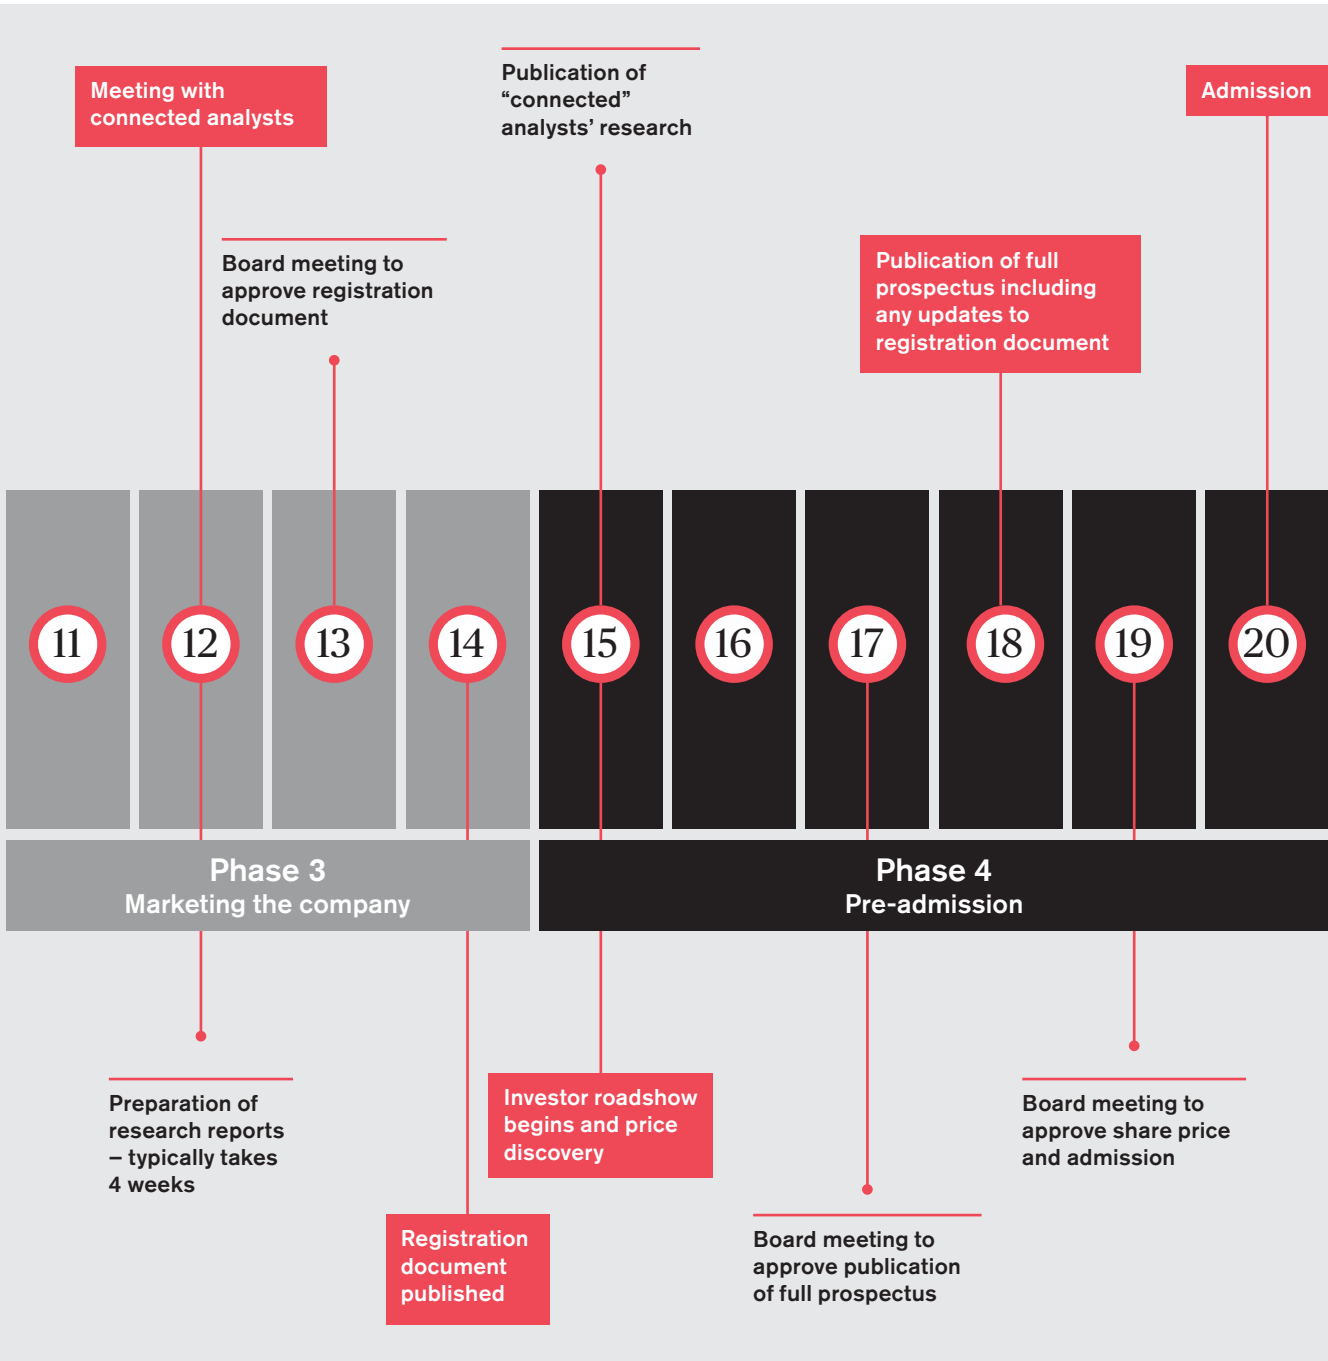 Meeting with
connected analysts
Publication of
“connected”
analysts’ research
Admission
Board meeting to
approve registration
document
Publication of full
prospectus including
any updates to
registration document
11
12
13
14
15
16
17
18
19
20
Phase 3
Marketing the company
Phase 4
Pre-admission
Preparation of
research reports
– typically takes
4 weeks
Investor roadshow
begins and price
discovery
Board meeting to
approve share price
and admission
Registration
document
published
Board meeting to
approve publication
of full prospectus